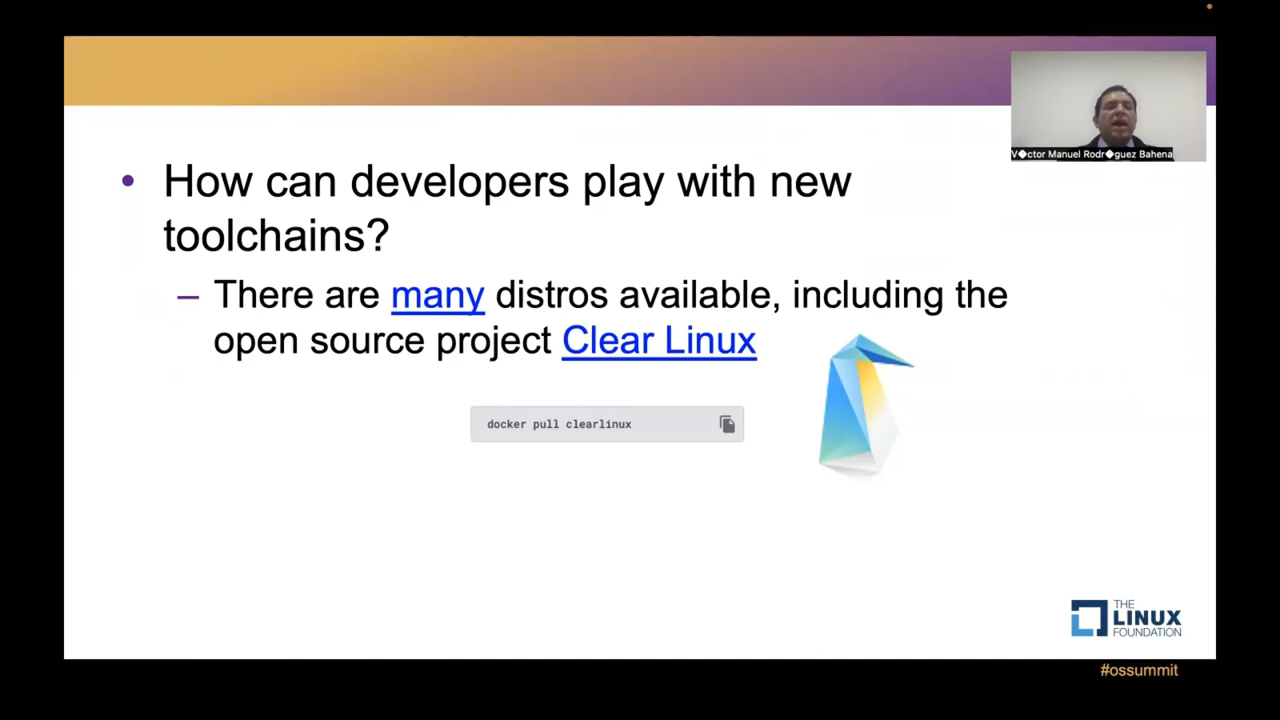 V�ctor Manuel Rodr�guez Bahena
• How can developers play with new
toolchains?
– There are many distros available, including the
open source project Clear Linux
docker pull clearlinux
THE
LINUX
FOUNDATION
#ossummit